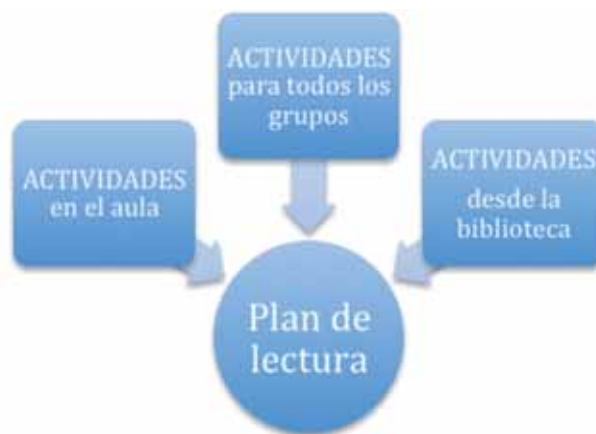 ACTIVIDADES
para todos los
grupos
ACTIVIDADES
en el aula
ACTIVIDADES
desde la
biblioteca
Plan de
lectura